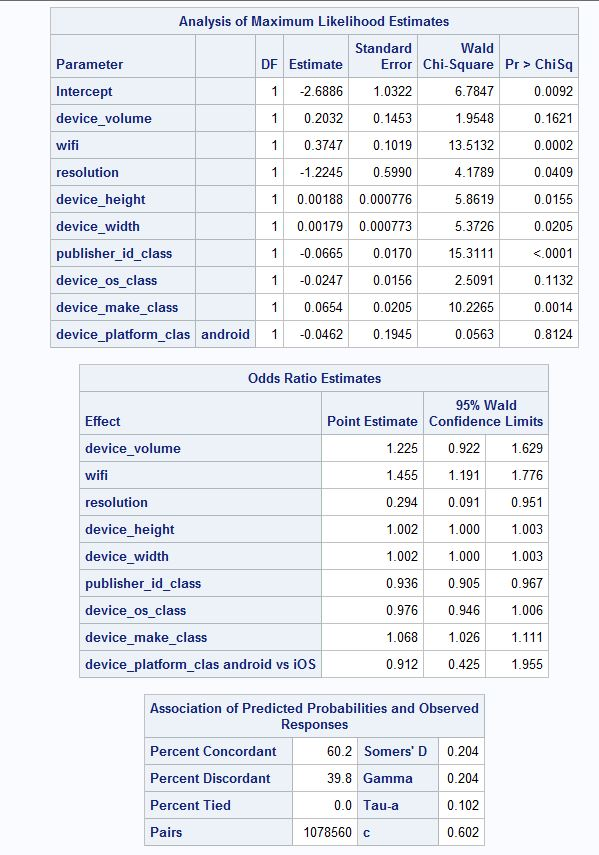 Analysis of Maximum Likelihood Estimates
Parameter DF Estimate Standard Error Wald Chi-Square Pr > ChiSq
Intercept 1 -2.6886 1.0322 6.7847 0.0092
device_volume 1 0.2032 0.1453 1.9548 0.1621
wifi 1 0.3747 0.1019 13.5132 0.0002
resolution 1 -1.2245 0.5990 4.1789 0.0409
device_height 1 0.00188 0.000776 5.8619 0.0155
device_width 1 0.00179 0.000773 5.3726 0.0205
publisher_id_class 1 -0.0665 0.0170 15.3111 <.0001
device_os_class 1 -0.0247 0.0156 2.5091 0.1132
device_make_class 1 0.0654 0.0205 10.2265 0.0014
device_platform_clas android 1 -0.0462 0.1945 0.0563 0.8124
Odds Ratio Estimates
Effect Point Estimate 95% Wald Confidence Limits
device_volume 1.225 0.922 1.629
wifi 1.455 1.191 1.776
resolution 0.294 0.091 0.951
device_height 1.002 1.000 1.003
device_width 1.002 1.000 1.003
publisher_id_class 0.936 0.905 0.967
device_os_class 0.976 0.946 1.006
device_make_class 1.068 1.026 1.111
device_platform_clas android vs iOS 0.912 0.425 1.955
Association of Predicted Probabilities and Observed
Responses
Percent Concordant 60.2 Somers' D 0.204
Percent Discordant 39.8 Gamma 0.204
Percent Tied 0.0 Tau-a 0.102
Pairs 1078560 c 0.602